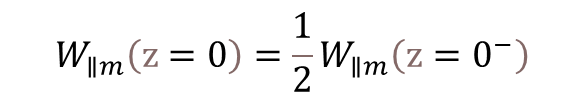 W∥m(z = 0) = 1/2 W∥m(z = 0⁻)